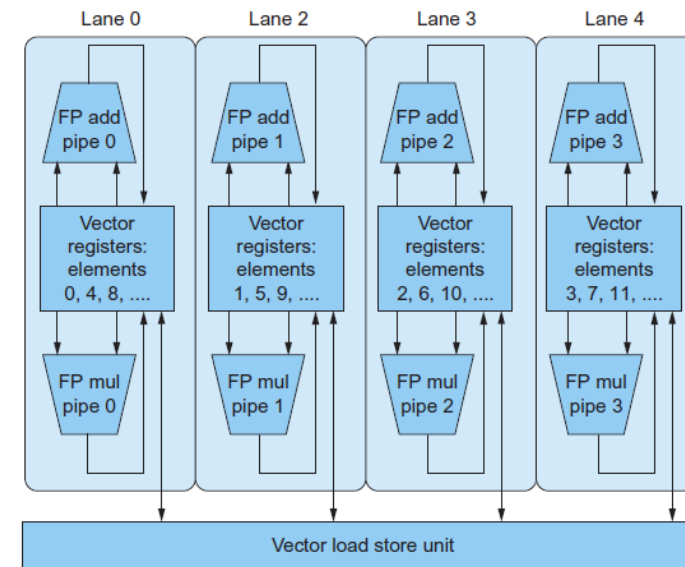 Lane 0
Lane 2
Lane 3
Lane 4
FP add
pipe 0
FP add
pipe 1
FP add
pipe 2
FP add
pipe 3
Vector
registers:
elements
0, 4, 8, ....
Vector
registers:
elements
1, 5, 9, ....
Vector
registers:
elements
2, 6, 10, ....
Vector
registers:
elements
3, 7, 11, ....
FP mul
pipe 0
FP mul
pipe 1
FP mul
pipe 2
FP mul
pipe 3
Vector load store unit